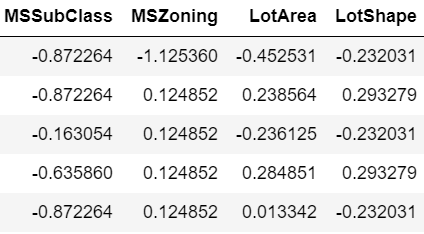 MSSubClass MSZoning LotArea LotShape
-0.872264 -1.125360 -0.452531 -0.232031
-0.872264 0.124852 0.238564 0.293279
-0.163054 0.124852 -0.236125 -0.232031
-0.635860 0.124852 0.284851 0.293279
-0.872264 0.124852 0.013342 -0.232031